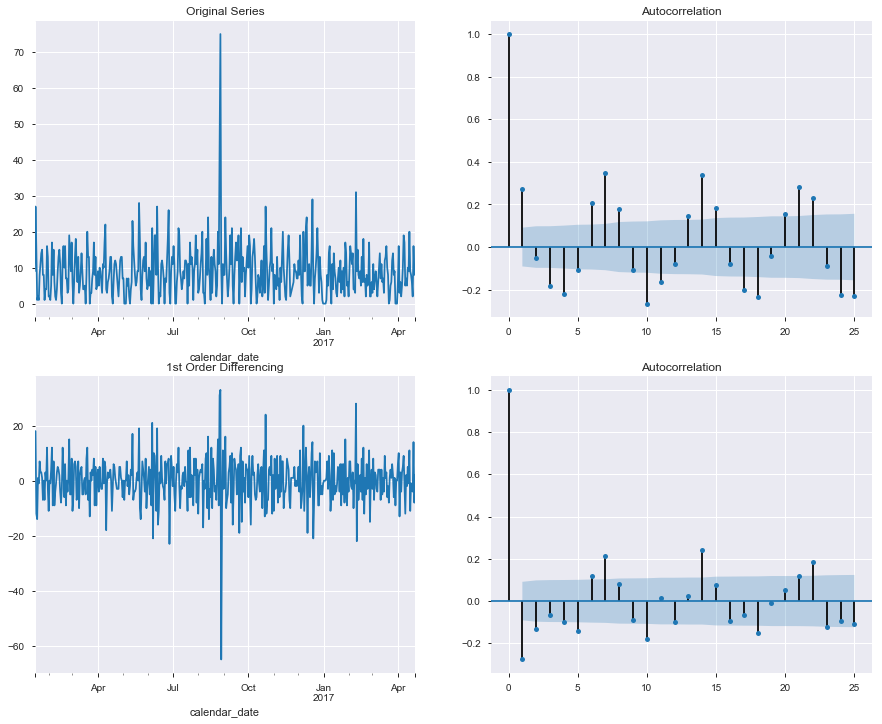 Original Series
70
60
50
40
30
20
10
0
Apr
Jul
Oct
Jan
2017
Apr
calendar_date
Autocorrelation
1.0
0.8
0.6
0.4
0.2
0.0
−0.2
0
5
10
15
20
25
1st Order Differencing
20
0
−20
−40
−60
Apr
Jul
Oct
Jan
2017
Apr
calendar_date
Autocorrelation
1.0
0.8
0.6
0.4
0.2
0.0
−0.2
0
5
10
15
20
25